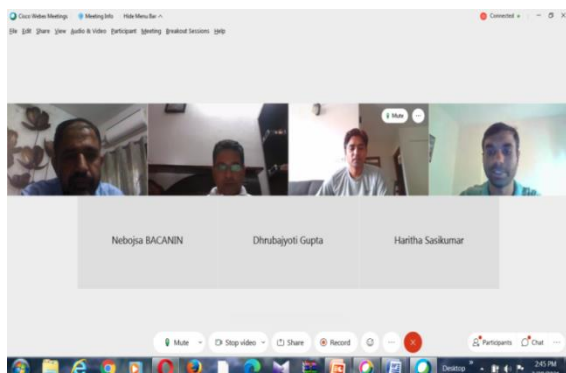 Cisco Webex Meetings Meeting Info Hide Menu Bar Connected
File Edit Share View Audio & Video Participant Meeting Breakout Sessions Help
Mute
Nebojsa BACANIN Dhrubajyoti Gupta Haritha Sasikumar
Mute Stop video Share Record Participants Chat
Desktop 2:45 PM